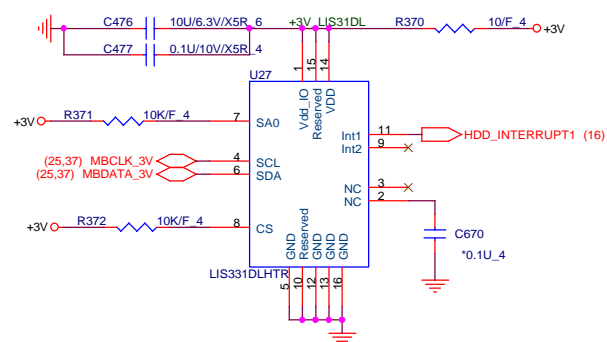 C476 10U/6.3V/X5R_6 +3V_LIS31DL R370 10/F_4 +3V
C477 0.1U/10V/X5R_4
U27
1 15 14
Vdd_IO Reserved VDD
+3V R371 10K/F_4 7 SA0
Int1 11 HDD_INTERRUPT1 (16)
Int2 9
(25,37) MBCLK_3V 4 SCL
(25,37) MBDATA_3V 6 SDA
NC 3
NC 2
+3V R372 10K/F_4 8 CS
C670
*0.1U_4
GND Reserved GND GND GND
LIS331DLHTR
5 10 12 13 16